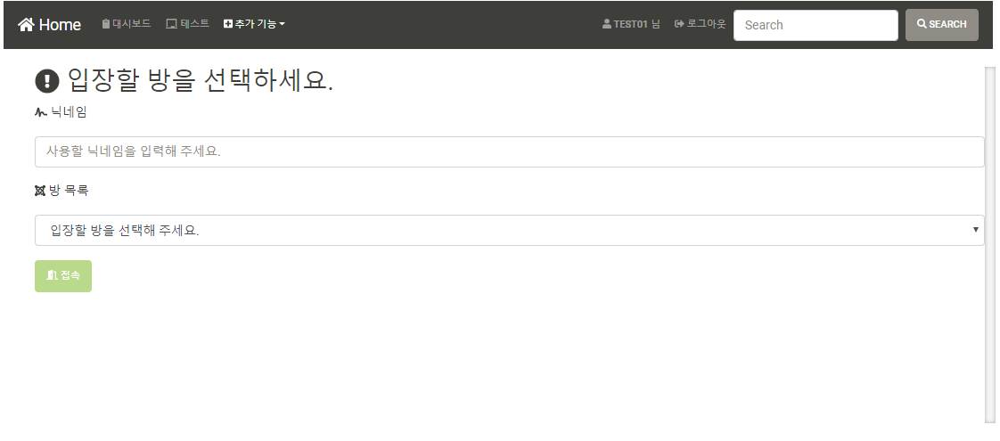 Home 대시보드 테스트 추가 기능 TEST01 님 로그아웃 Search SEARCH
입장할 방을 선택하세요.
닉네임
사용할 닉네임을 입력해 주세요.
방 목록
입장할 방을 선택해 주세요.
접속